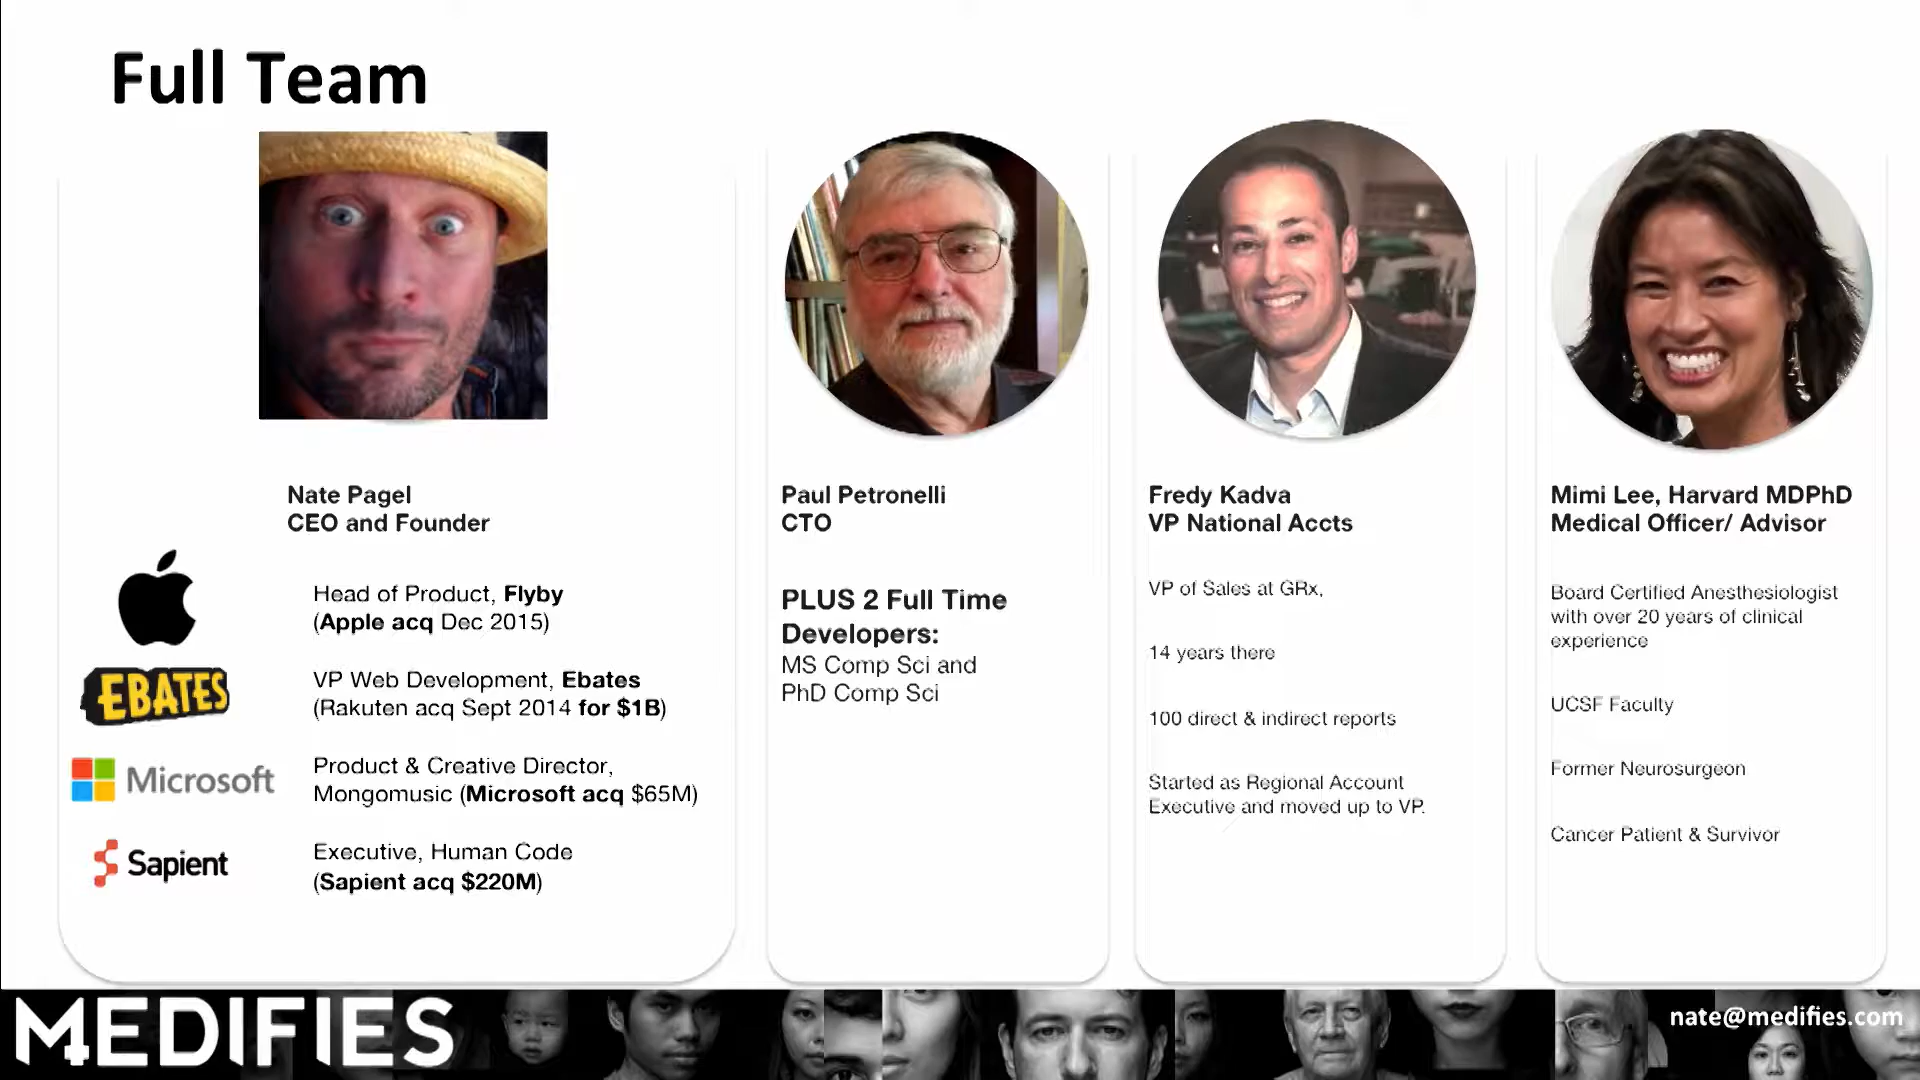 Full Team
Nate Pagel
CEO and Founder
Head of Product, Flyby
(Apple acq Dec 2015)
EBATES
VP Web Development, Ebates
(Rakuten acq Sept 2014 for $1B)
Microsoft
Product & Creative Director,
Mongomusic (Microsoft acq $65M)
Sapient
Executive, Human Code
(Sapient acq $220M)
Paul Petronelli
CTO
PLUS 2 Full Time
Developers:
MS Comp Sci and
PhD Comp Sci
Fredy Kadva
VP National Accts
VP of Sales at GRx,
14 years there
100 direct & indirect reports
Started as Regional Account
Executive and moved up to VP.
Mimi Lee, Harvard MDPhD
Medical Officer/ Advisor
Board Certified Anesthesiologist
with over 20 years of clinical
experience
UCSF Faculty
Former Neurosurgeon
Cancer Patient & Survivor
MEDIFIES
nate@medifies.com